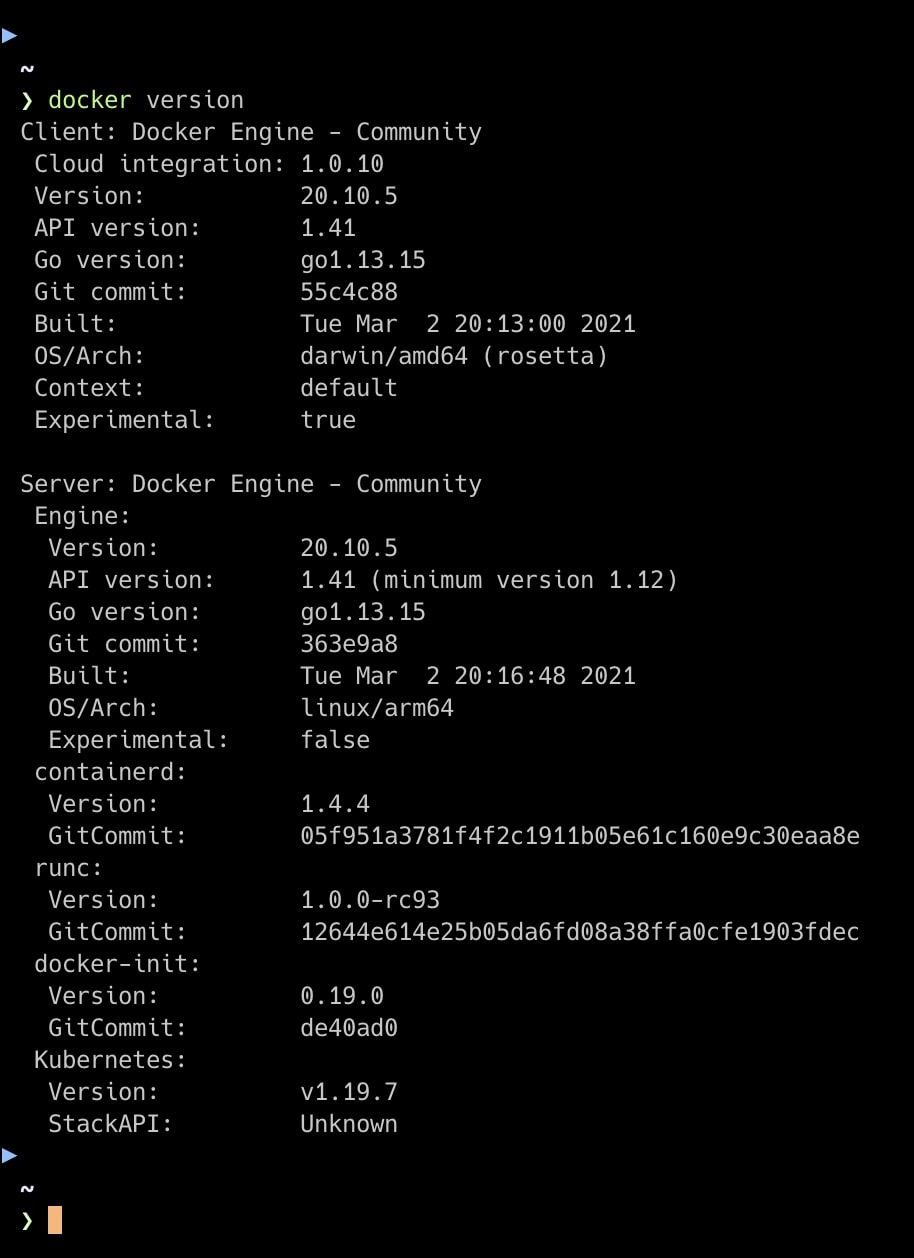 ~
❯ docker version
Client: Docker Engine - Community
 Cloud integration: 1.0.10
 Version:           20.10.5
 API version:       1.41
 Go version:        go1.13.15
 Git commit:        55c4c88
 Built:             Tue Mar  2 20:13:00 2021
 OS/Arch:           darwin/amd64 (rosetta)
 Context:           default
 Experimental:      true

Server: Docker Engine - Community
 Engine:
  Version:          20.10.5
  API version:      1.41 (minimum version 1.12)
  Go version:       go1.13.15
  Git commit:       363e9a8
  Built:            Tue Mar  2 20:16:48 2021
  OS/Arch:          linux/arm64
  Experimental:     false
 containerd:
  Version:          1.4.4
  GitCommit:        05f951a3781f4f2c1911b05e61c160e9c30eaa8e
 runc:
  Version:          1.0.0-rc93
  GitCommit:        12644e614e25b05da6fd08a38ffa0cfe1903fdec
 docker-init:
  Version:          0.19.0
  GitCommit:        de40ad0
 Kubernetes:
  Version:          v1.19.7
  StackAPI:         Unknown
~
❯